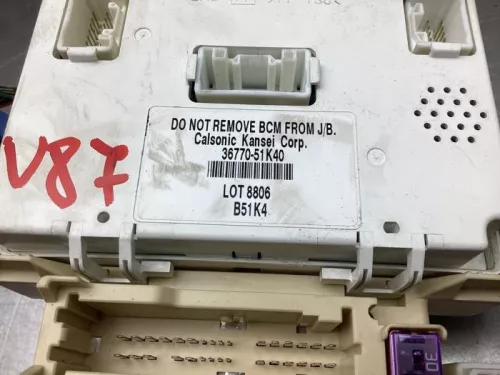 DO NOT REMOVE BCM FROM J/B.
Calsonic Kansei Corp.
36770-51K40
LOT 8806
B51K4
V87
30